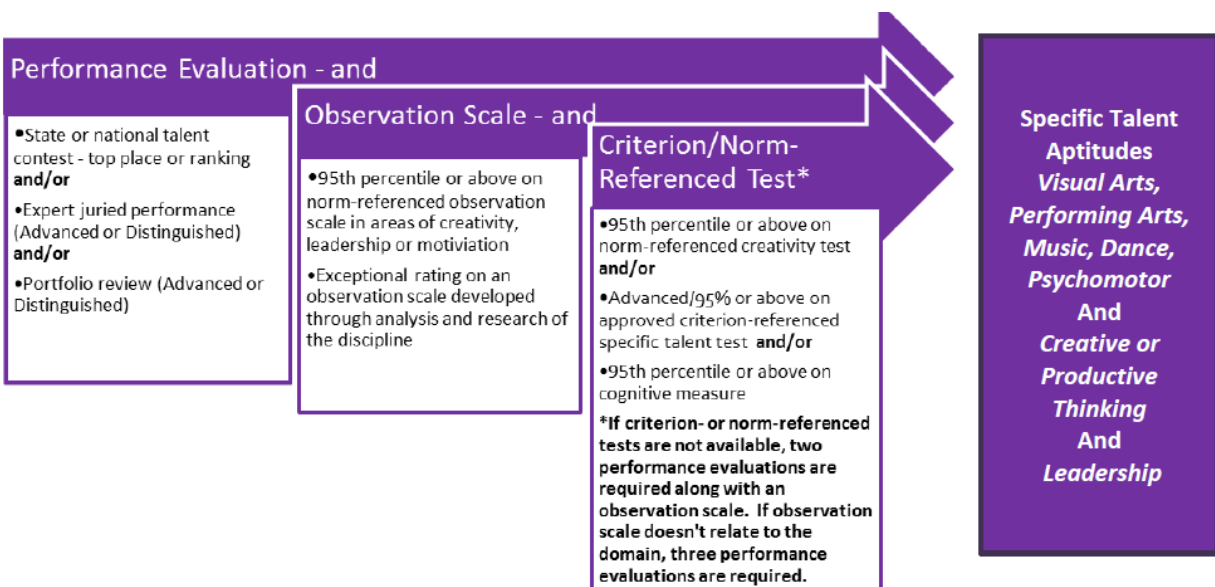 Performance Evaluation - and
•State or national talent
contest - top place or ranking
and/or
•Expert juried performance
(Advanced or Distinguished)
and/or
•Portfolio review (Advanced or
Distinguished)
Observation Scale - and
•95th percentile or above on
norm-referenced observation
scale in areas of creativity,
leadership or motiviation
•Exceptional rating on an
observation scale developed
through analysis and research of
the discipline
Criterion/Norm-
Referenced Test*
•95th percentile or above on
norm-referenced creativity test
and/or
•Advanced/95% or above on
approved criterion-referenced
specific talent test and/or
•95th percentile or above on
cognitive measure
*If criterion- or norm-referenced
tests are not available, two
performance evaluations are
required along with an
observation scale. If observation
scale doesn't relate to the
domain, three performance
evaluations are required.
Specific Talent
Aptitudes
Visual Arts,
Performing Arts,
Music, Dance,
Psychomotor
And
Creative or
Productive
Thinking
And
Leadership